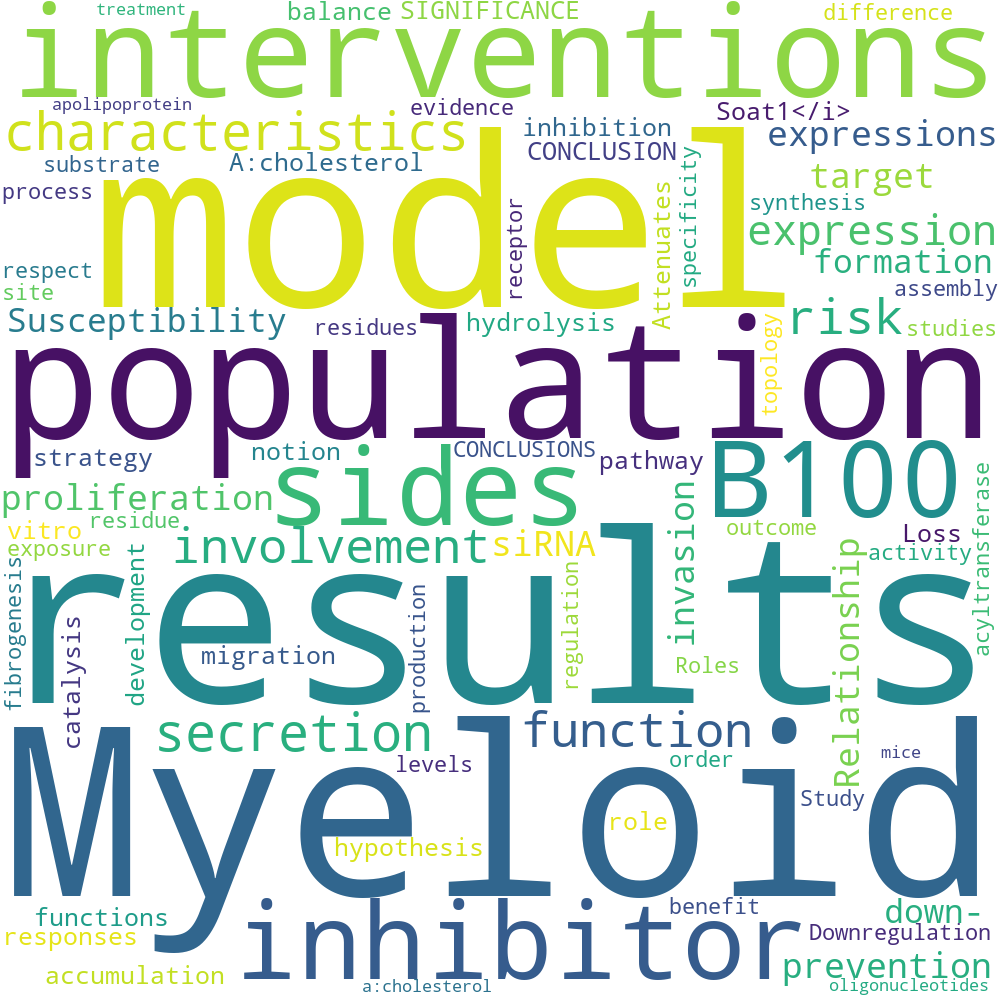 treatment
balance
SIGNIFICANCE
difference
interventions
apolipoprotein
evidence
Soat1</i>
characteristics
inhibition
expressions
substrate
A:cholesterol
CONCLUSION
target
process
model
receptor
Attenuates
specificity
synthesis
expression
respect
formation
site
assembly
Susceptibility
residues
hydrolysis
topology
risk
studies
population
strategy
notion
CONCLUSIONS
pathway
B100
sides
proliferation
residue
vitro
exposure
involvement
siRNA
invasion
outcome
Loss
activity
acyltransferase
results
fibrogenesis
catalysis
development
migration
production
regulation
Roles
Relationship
secretion
function
levels
order
mice
Study
Myeloid
role
hypothesis
functions
responses
accumulation
inhibitor
benefit
down-
Downregulation
prevention
a:cholesterol
oligonucleotides